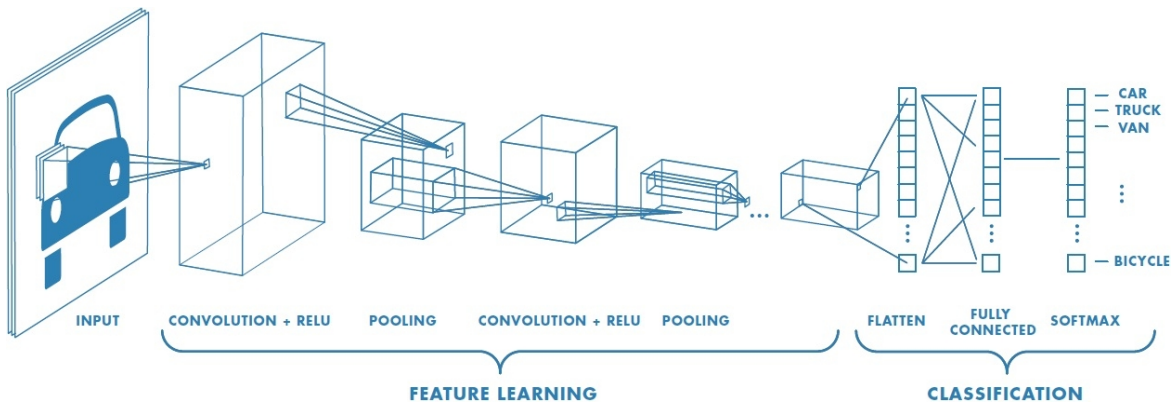 CAR
TRUCK
VAN
BICYCLE
INPUT
CONVOLUTION + RELU
POOLING
CONVOLUTION + RELU
POOLING
FLATTEN
FULLY
CONNECTED
SOFTMAX
FEATURE LEARNING
CLASSIFICATION